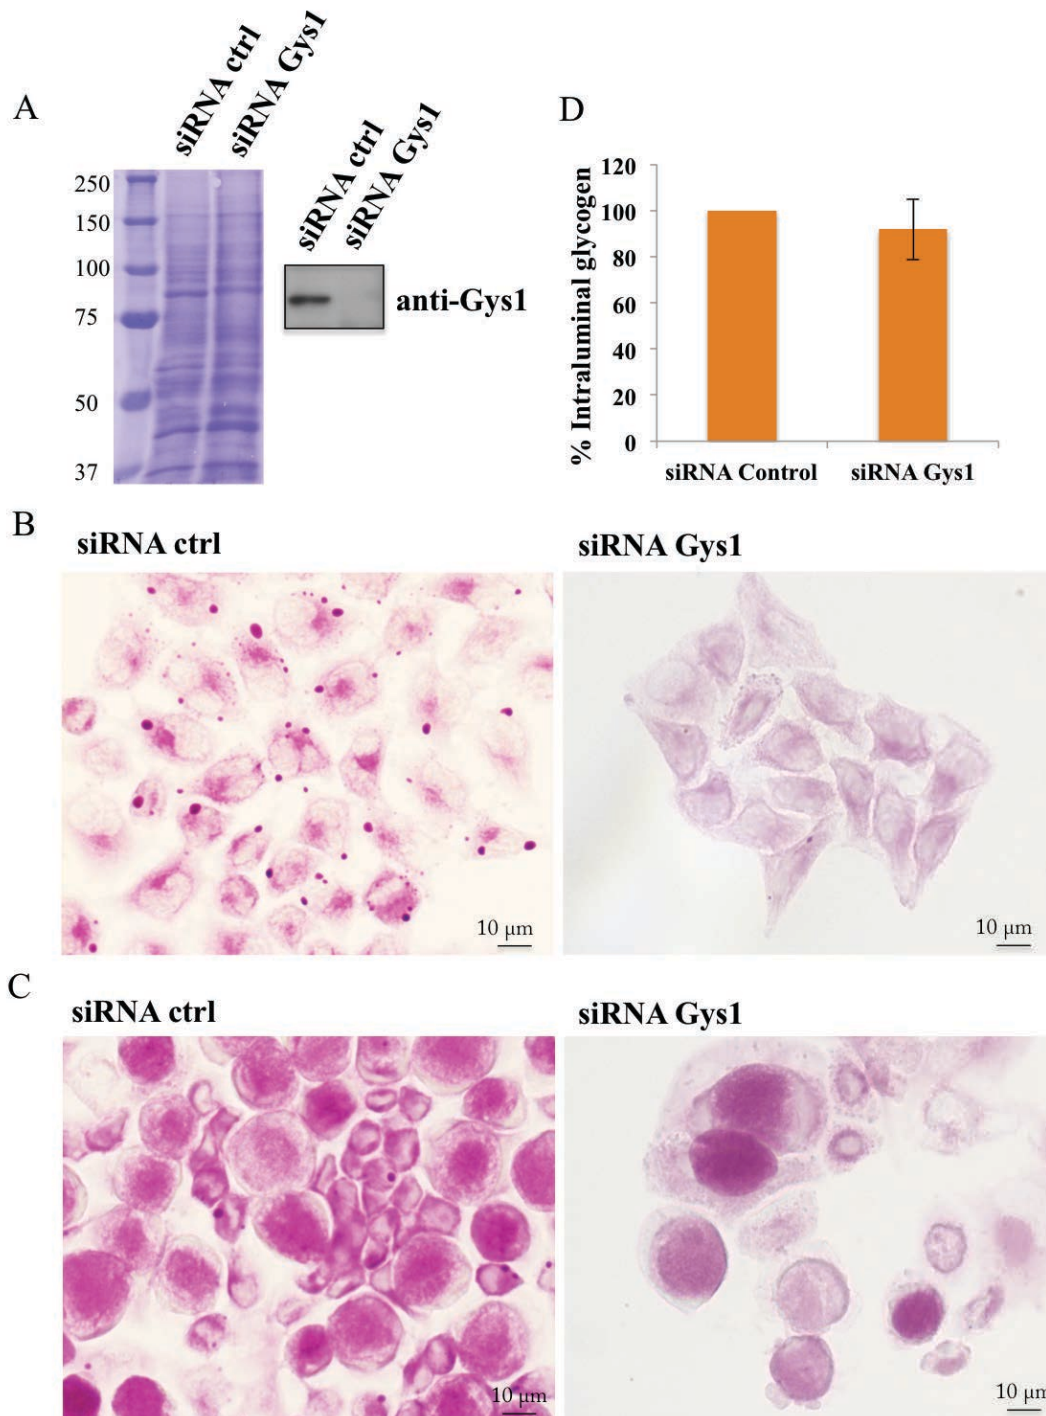 A
siRNA ctrl
siRNA Gys1
250
150
100
75
50
37
siRNA ctrl
siRNA Gys1
anti-Gys1
D
% Intraluminal glycogen
120
100
80
60
40
20
0
siRNA Control
siRNA Gys1
B
siRNA ctrl
siRNA Gys1
10 µm
10 µm
C
siRNA ctrl
siRNA Gys1
10 µm
10 µm